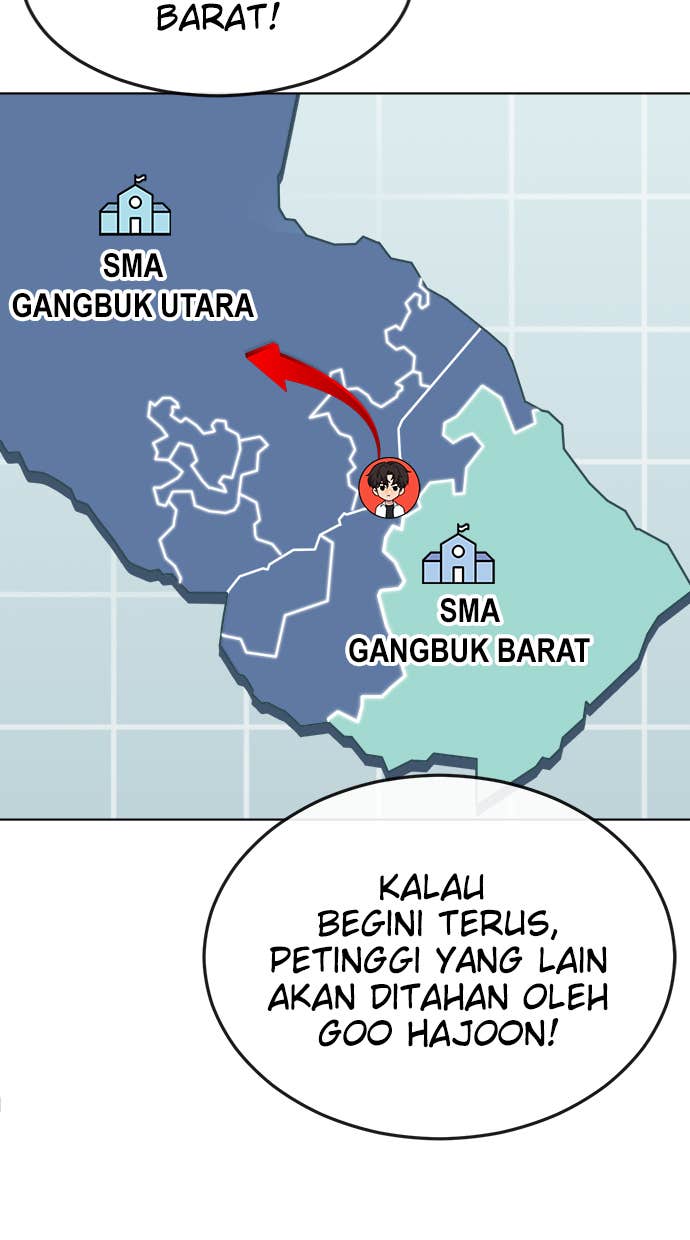 BARAT!
SMA
GANGBUK UTARA
SMA
GANGBUK BARAT
KALAU
BEGINI TERUS,
PETINGGI YANG LAIN
AKAN DITAHAN OLEH
GOO HAJOON!